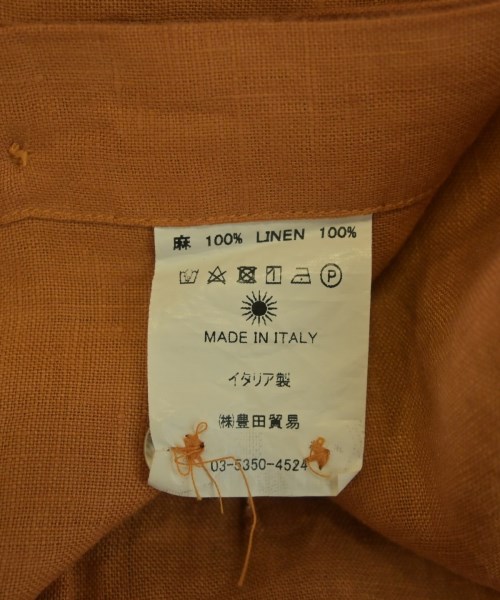 麻 100% LINEN 100%
P
MADE IN ITALY
イタリア製
㈱豊田貿易
03-5350-4524